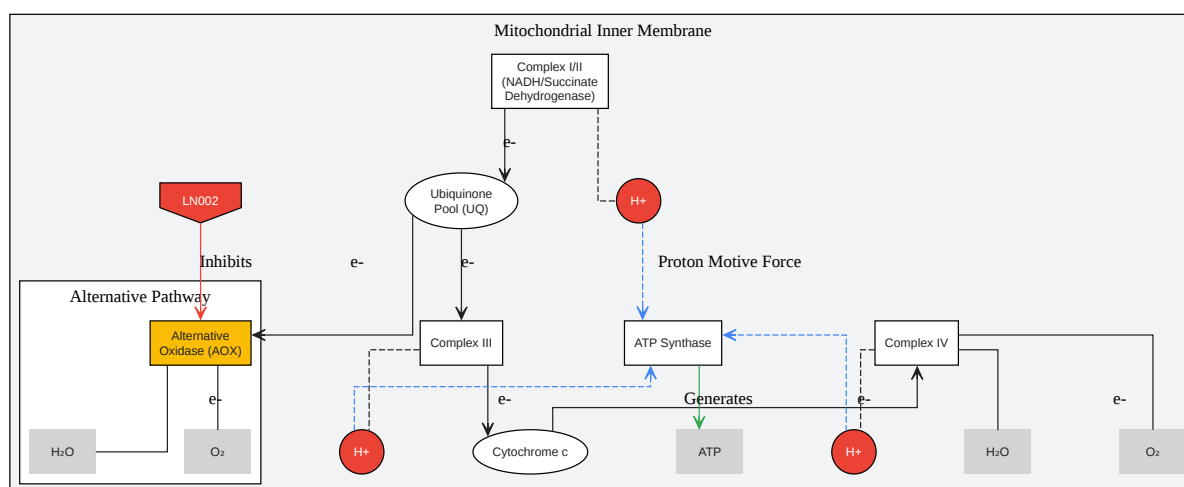 Mitochondrial Inner Membrane
Complex I/II
(NADH/Succinate
Dehydrogenase)
e-
LN002
Ubiquinone
Pool (UQ)
H+
Inhibits
e-
e-
Proton Motive Force
Alternative Pathway
Alternative
Oxidase (AOX)
Complex III
ATP Synthase
Complex IV
e-
e-
Generates
e-
e-
H₂O
O₂
H+
Cytochrome c
ATP
H+
H₂O
O₂